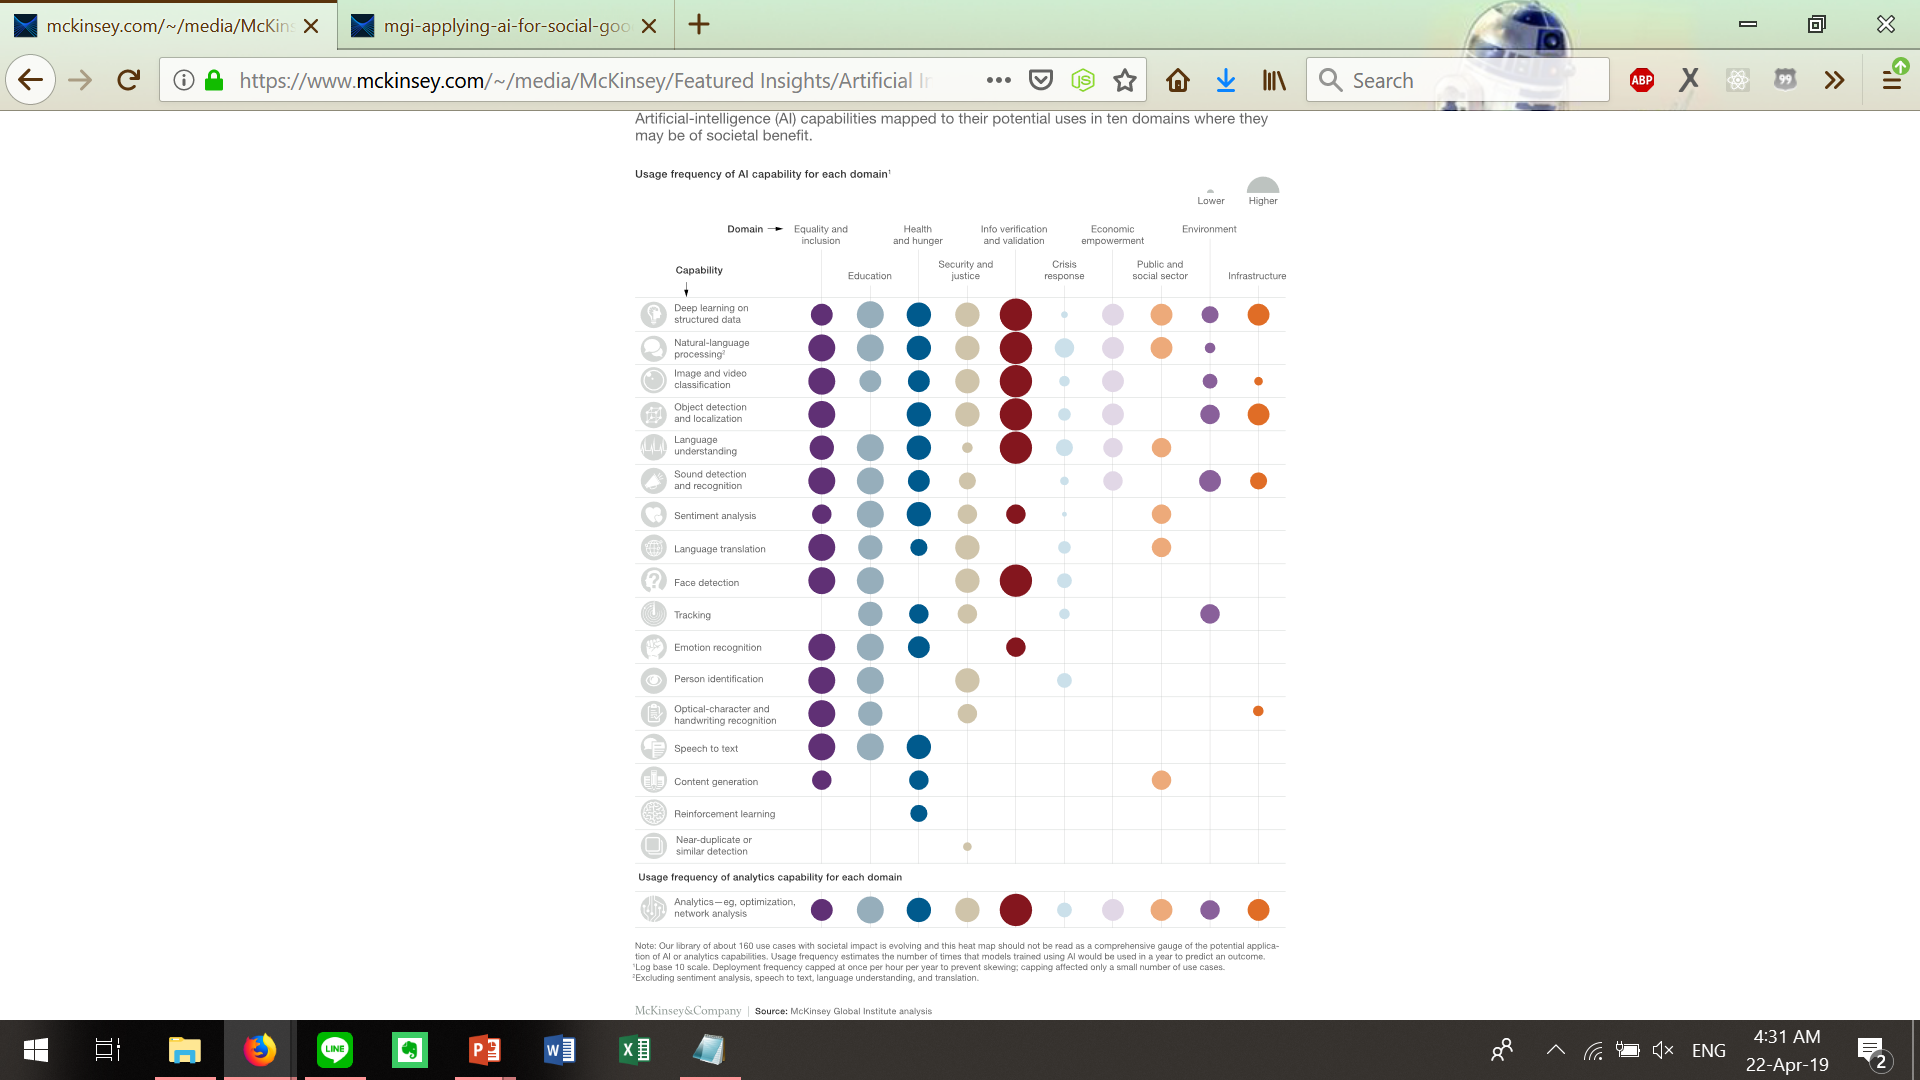 mckinsey.com/~/media/McKins
mgi-applying-ai-for-social-goo
https://www.mckinsey.com/~/media/McKinsey/Featured Insights/Artificial In
Search
ABP
99
Artificial-intelligence (AI) capabilities mapped to their potential uses in ten domains where they
may be of societal benefit.
Usage frequency of AI capability for each domain¹
Lower
Higher
Domain
Equality and
inclusion
Health
and hunger
Info verification
and validation
Economic
empowerment
Environment
Capability
Education
Security and
justice
Crisis
response
Public and
social sector
Infrastructure
Deep learning on
structured data
Natural-language
processing²
Image and video
classification
Object detection
and localization
Language
understanding
Sound detection
and recognition
Sentiment analysis
Language translation
Face detection
Tracking
Emotion recognition
Person identification
Optical-character and
handwriting recognition
Speech to text
Content generation
Reinforcement learning
Near-duplicate or
similar detection
Usage frequency of analytics capability for each domain
Analytics—eg, optimization,
network analysis
Note: Our library of about 160 use cases with societal impact is evolving and this heat map should not be read as a comprehensive gauge of the potential applica-
tion of AI or analytics capabilities. Usage frequency estimates the number of times that models trained using AI would be used in a year to predict an outcome.
¹Log base 10 scale. Deployment frequency capped at once per hour per year to prevent skewing; capping affected only a small number of use cases.
²Excluding sentiment analysis, speech to text, language understanding, and translation.
McKinsey&Company | Source: McKinsey Global Institute analysis
LINE
ENG
4:31 AM
22-Apr-19
2